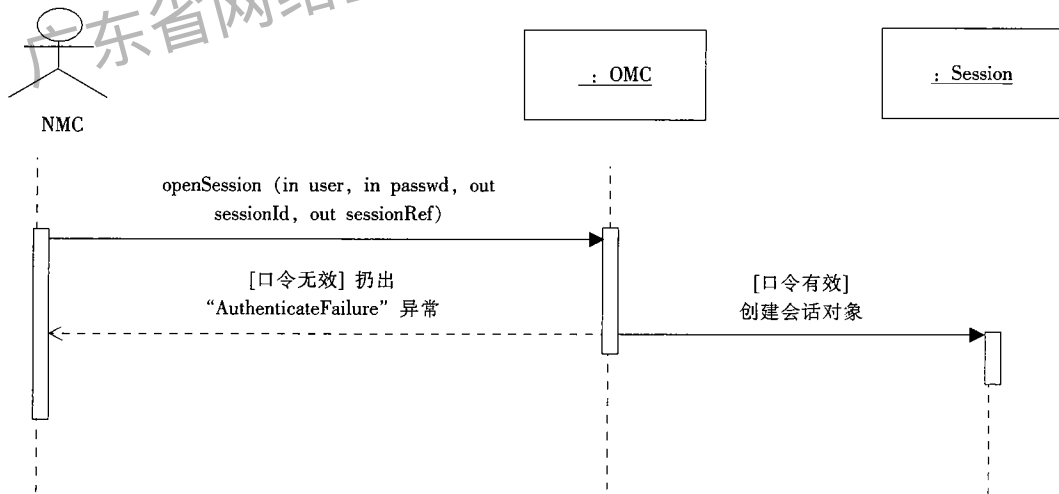 广东省网络
NMC
: OMC
: Session
openSession (in user, in passwd, out
sessionId, out sessionRef)
[口令无效] 扔出
“AuthenticateFailure” 异常
[口令有效]
创建会话对象